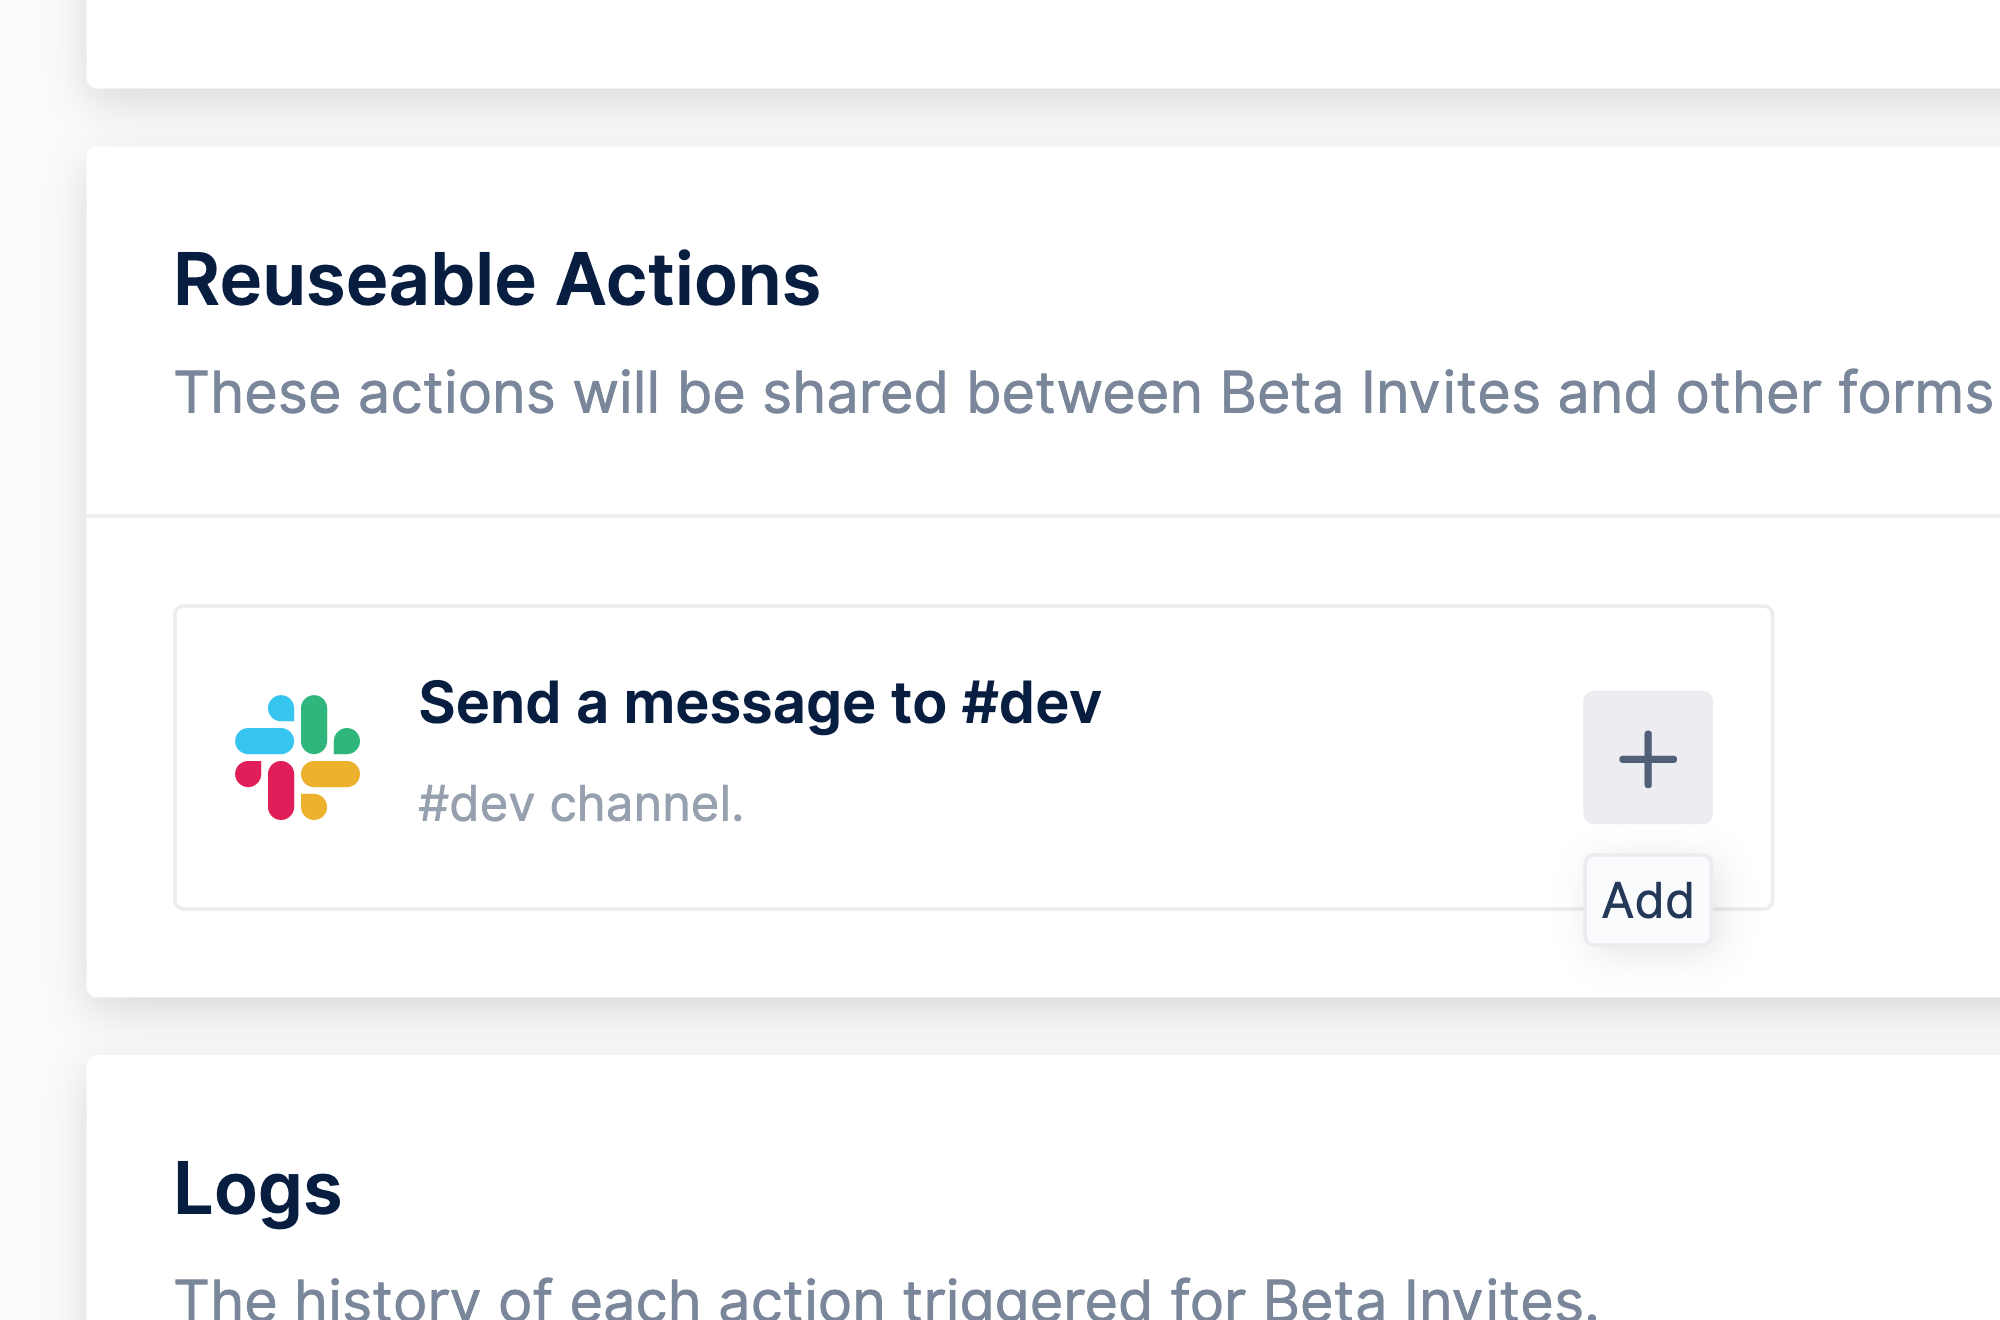 Reuseable Actions
These actions will be shared between Beta Invites and other forms
Send a message to #dev
#dev channel.
Add
Logs
The history of each action triggered for Beta Invites.